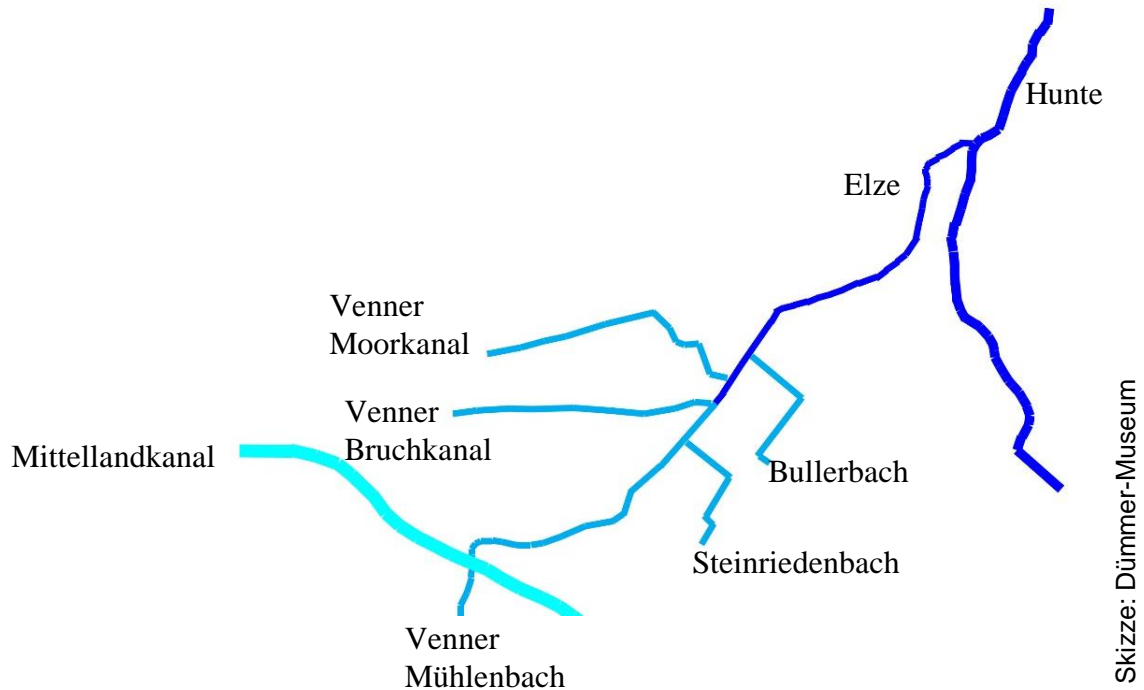 Hunte
Elze
Venner
Moorkanal
Venner
Bruchkanal
Mittellandkanal
Bullerbach
Steinriedenbach
Venner
Mühlenbach
Skizze: Dümmer-Museum